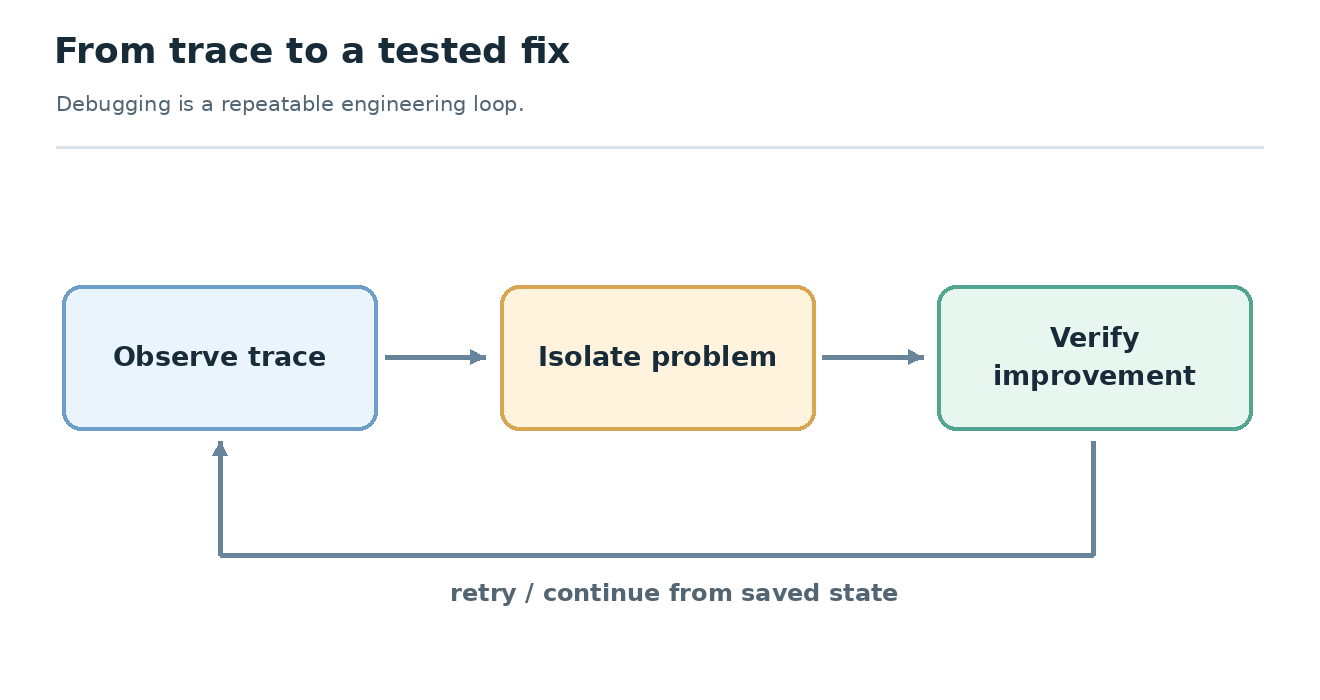 From trace to a tested fix
Debugging is a repeatable engineering loop.
Observe trace
Isolate problem
Verify
improvement
retry / continue from saved state